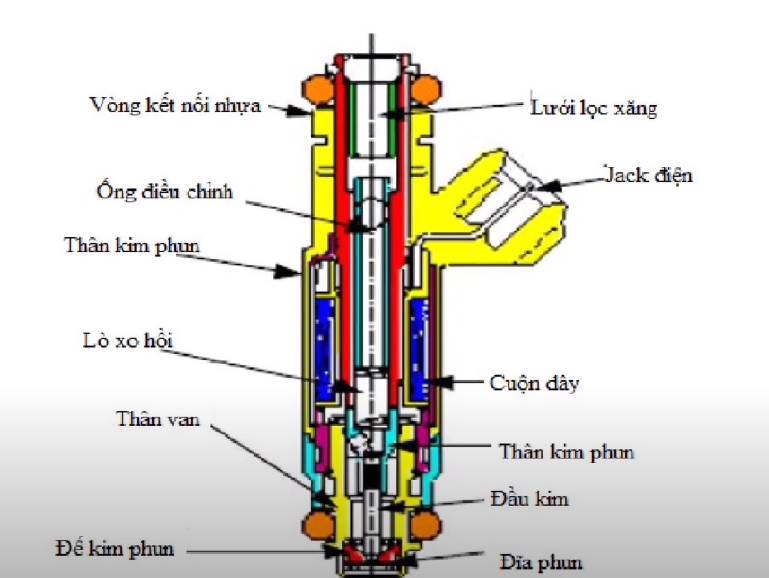 Vòng kết nối nhựa
Lưới lọc xăng
Jack điện
Ống điều chỉnh
Thân kim phun
Lò xo hồi
Cuộn dây
Thân van
Thân kim phun
Đầu kim
Đế kim phun
Đĩa phun